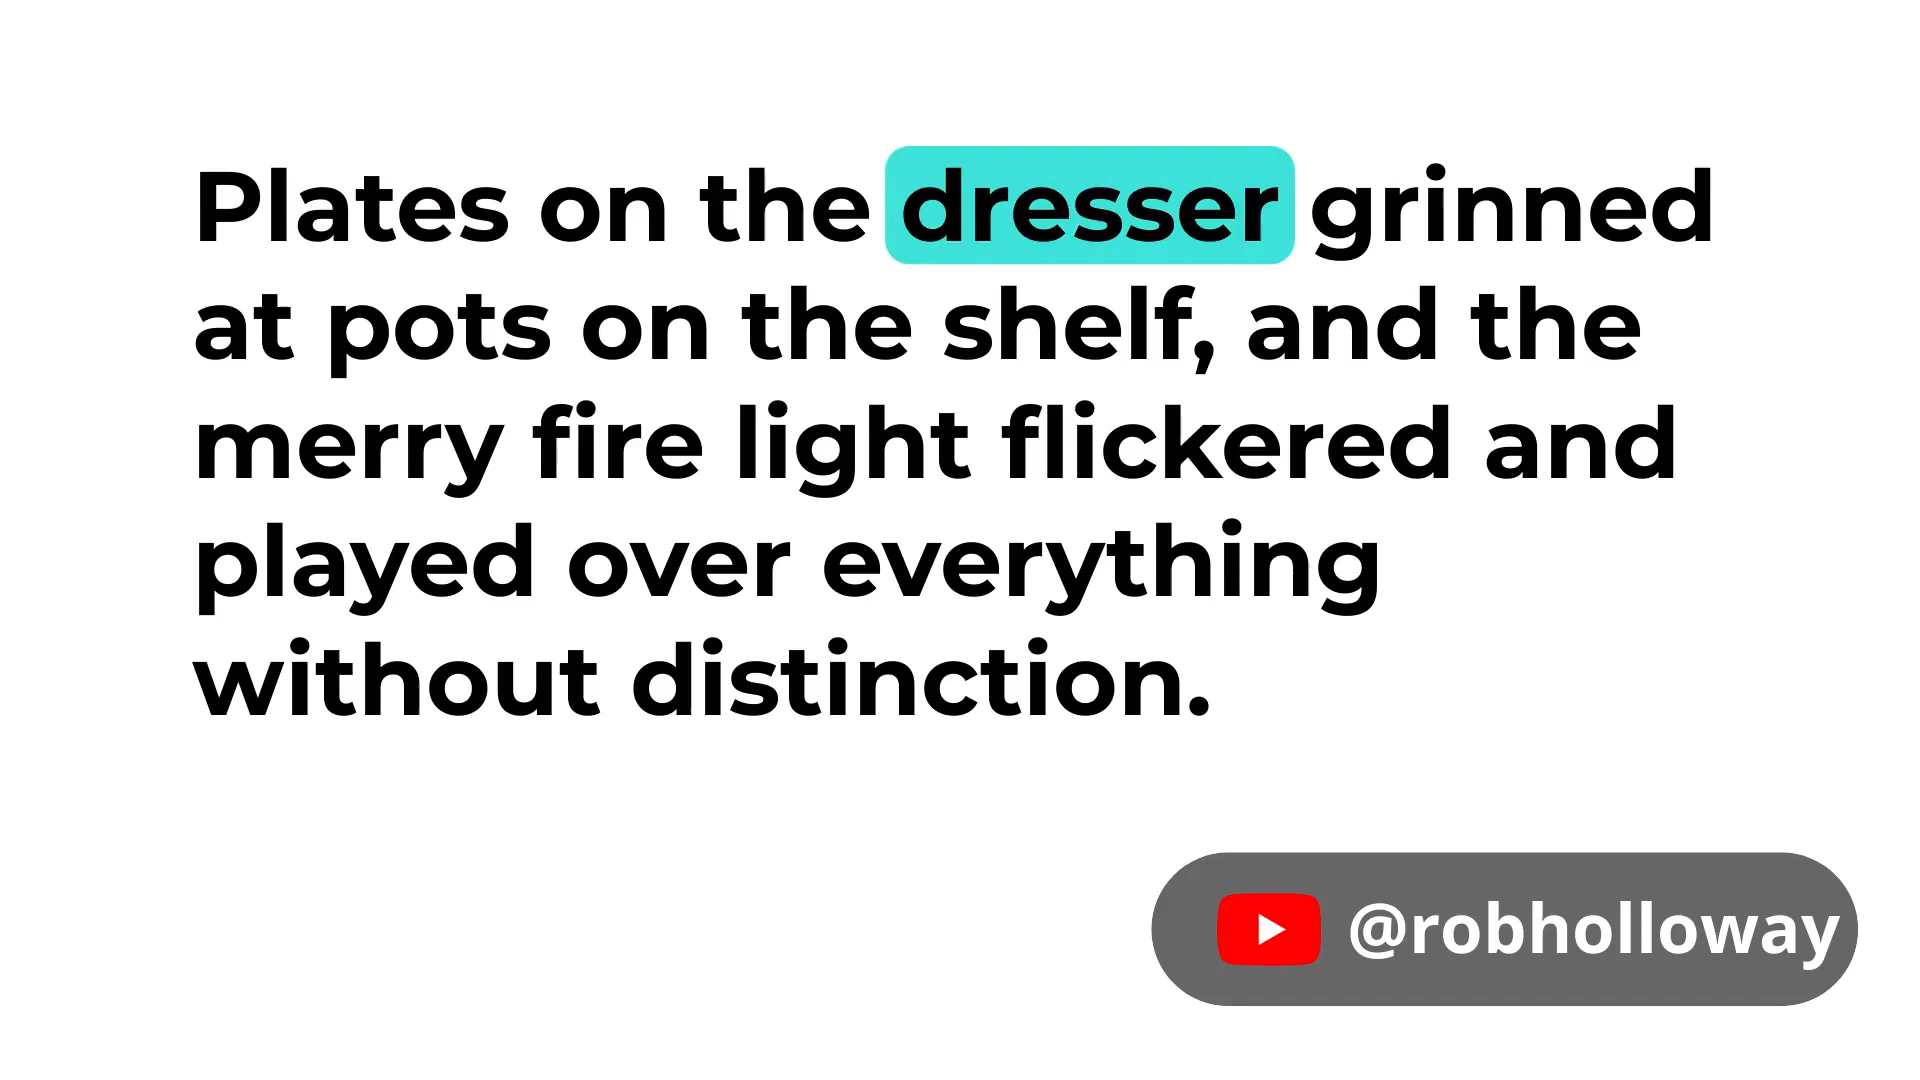 Plates on the dresser grinned
at pots on the shelf, and the
merry fire light flickered and
played over everything
without distinction.
@robholloway